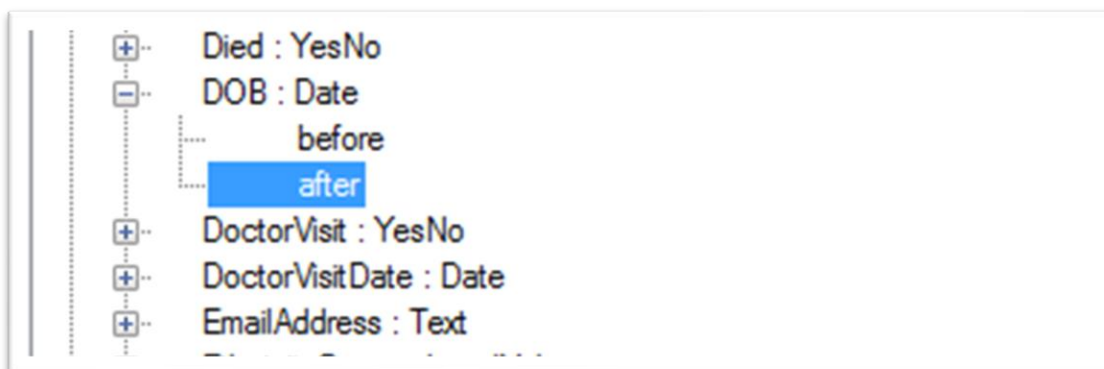 Died : YesNo
DOB : Date
before
after
DoctorVisit : YesNo
DoctorVisitDate : Date
EmailAddress : Text